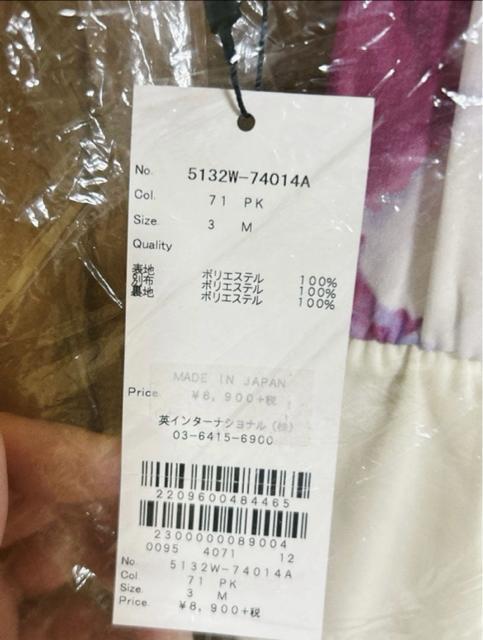 No. 5132W-74014A
Col. 71 PK
Size 3 M
Quality
表地 ポリエステル 100%
別布 ポリエステル 100%
裏地 ポリエステル 100%
MADE IN JAPAN
Price ¥8,900+税
英インターナショナル(株)
03-6415-6900
2209600484465
2300000089004
0095 4071 12
No. 5132W-74014A
Col. 71 PK
Size 3 M
Price ¥8,900+税